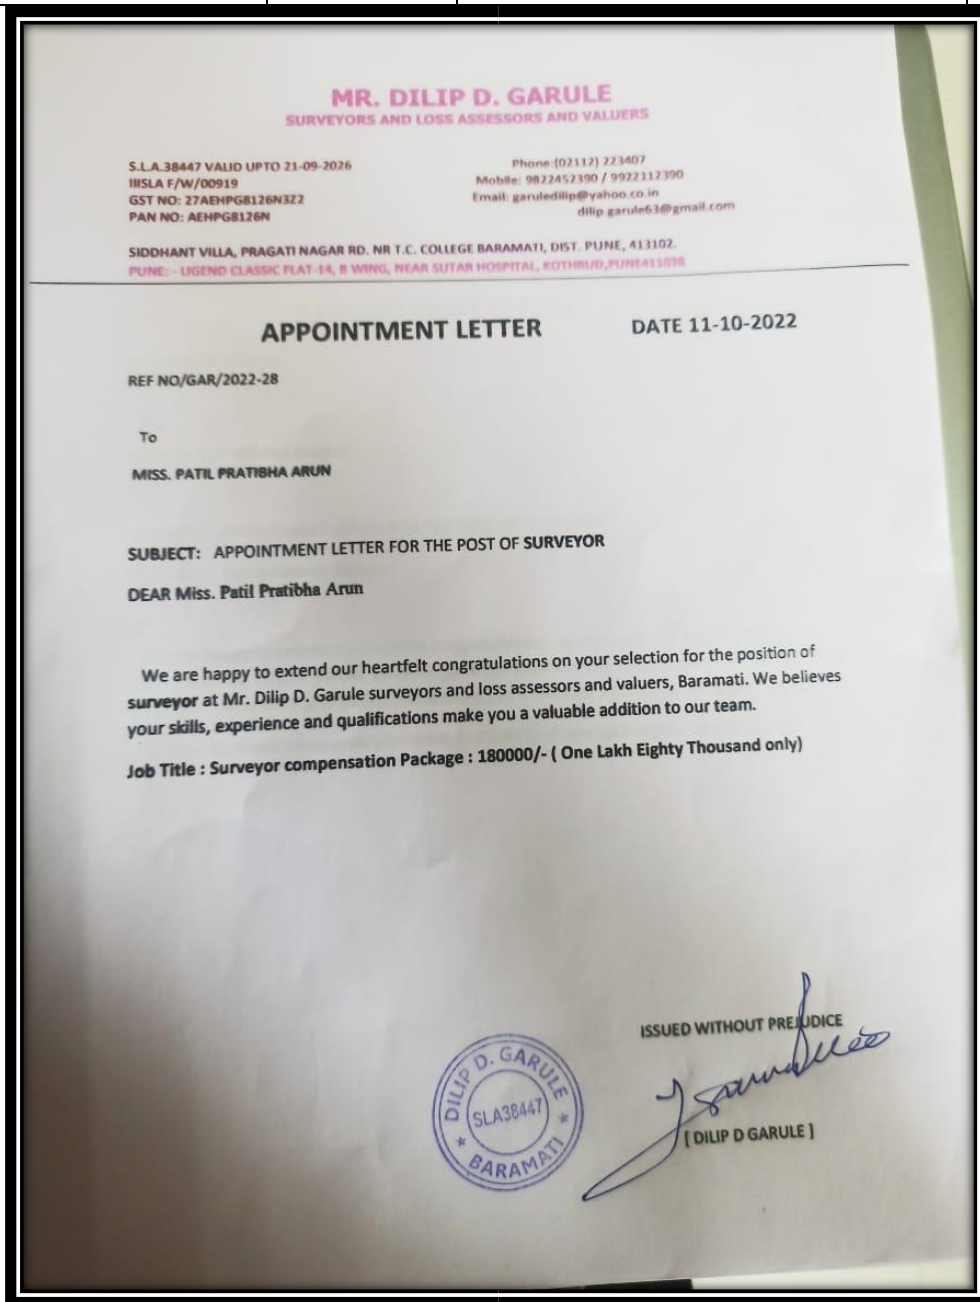 MR. DILIP D. GARULE
SURVEYORS AND LOSS ASSESSORS AND VALUERS
S.L.A.38447 VALID UPTO 21-09-2026
IIISLA F/W/00919
GST NO: 27AEHPG8126N3Z2
PAN NO: AEHPG8126N
Phone:(02112) 223407
Mobile: 9822452390 / 9922112390
Email: garuledilip@yahoo.co.in
dilip.garule63@gmail.com
SIDDHANT VILLA, PRAGATI NAGAR RD. NR T.C. COLLEGE BARAMATI, DIST. PUNE, 413102.
PUNE: - LIGEND CLASSIC FLAT-14, B WING, NEAR SUTAR HOSPITAL, KOTHRUD,PUNE411038
APPOINTMENT LETTER DATE 11-10-2022
REF NO/GAR/2022-28
To
MISS. PATIL PRATIBHA ARUN
SUBJECT: APPOINTMENT LETTER FOR THE POST OF SURVEYOR
DEAR Miss. Patil Pratibha Arun
We are happy to extend our heartfelt congratulations on your selection for the position of
surveyor at Mr. Dilip D. Garule surveyors and loss assessors and valuers, Baramati. We believes
your skills, experience and qualifications make you a valuable addition to our team.
Job Title : Surveyor compensation Package : 180000/- ( One Lakh Eighty Thousand only)
ISSUED WITHOUT PREJUDICE
[ DILIP D GARULE ]
DILIP D. GARULE
SLA38447
★ BARAMATI ★